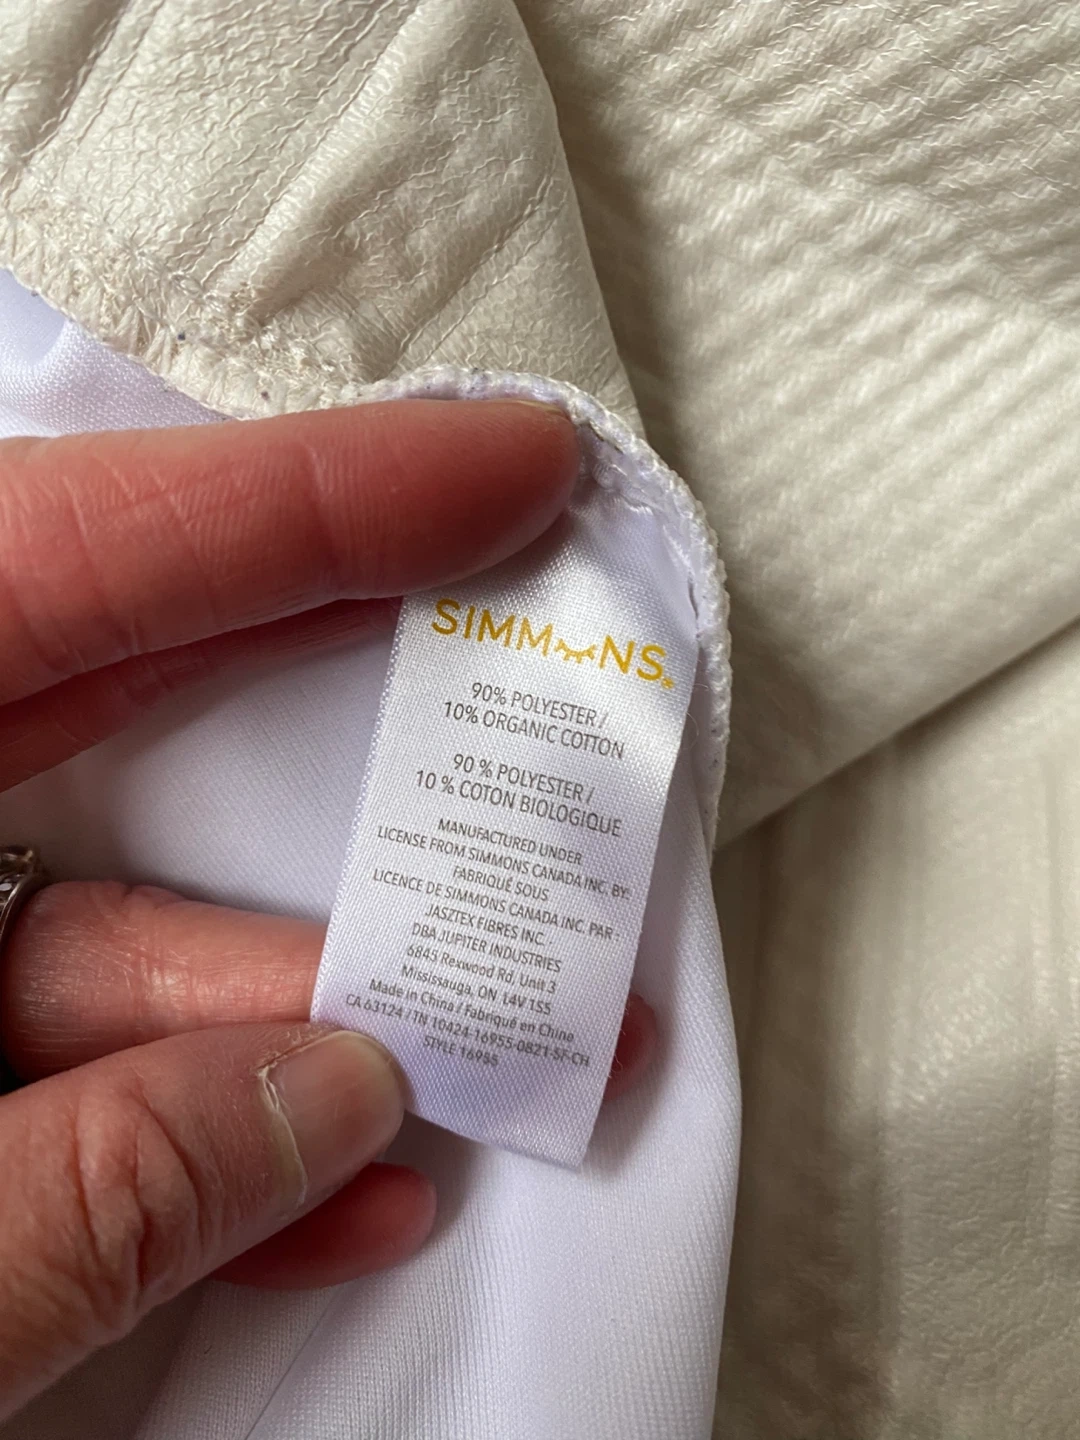 SIMMONS
90% POLYESTER /
10% ORGANIC COTTON
90 % POLYESTER /
10 % COTON BIOLOGIQUE
MANUFACTURED UNDER
LICENSE FROM SIMMONS CANADA INC. BY:
FABRIQUÉ SOUS
LICENCE DE SIMMONS CANADA INC. PAR :
JASZTEX FIBRES INC.
DBA JUPITER INDUSTRIES
6845 Rexwood Rd, Unit 3
Mississauga, ON L4V 1S5
Made in China / Fabriqué en Chine
CA 63124 / TN 10424-16955-0821-SF-CH
STYLE 16955